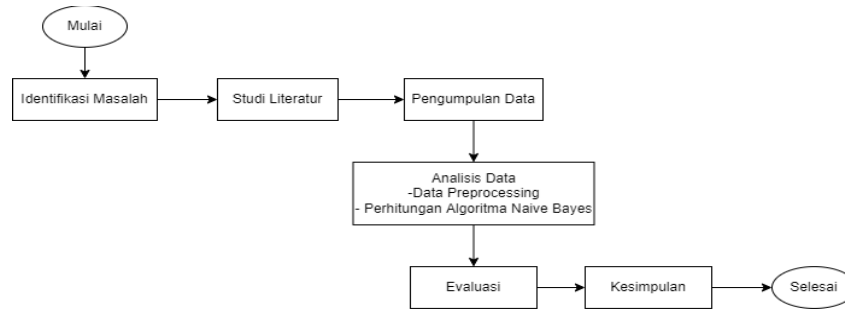 Mulai
Identifikasi Masalah
Studi Literatur
Pengumpulan Data
Analisis Data
-Data Preprocessing
- Perhitungan Algoritma Naive Bayes
Evaluasi
Kesimpulan
Selesai